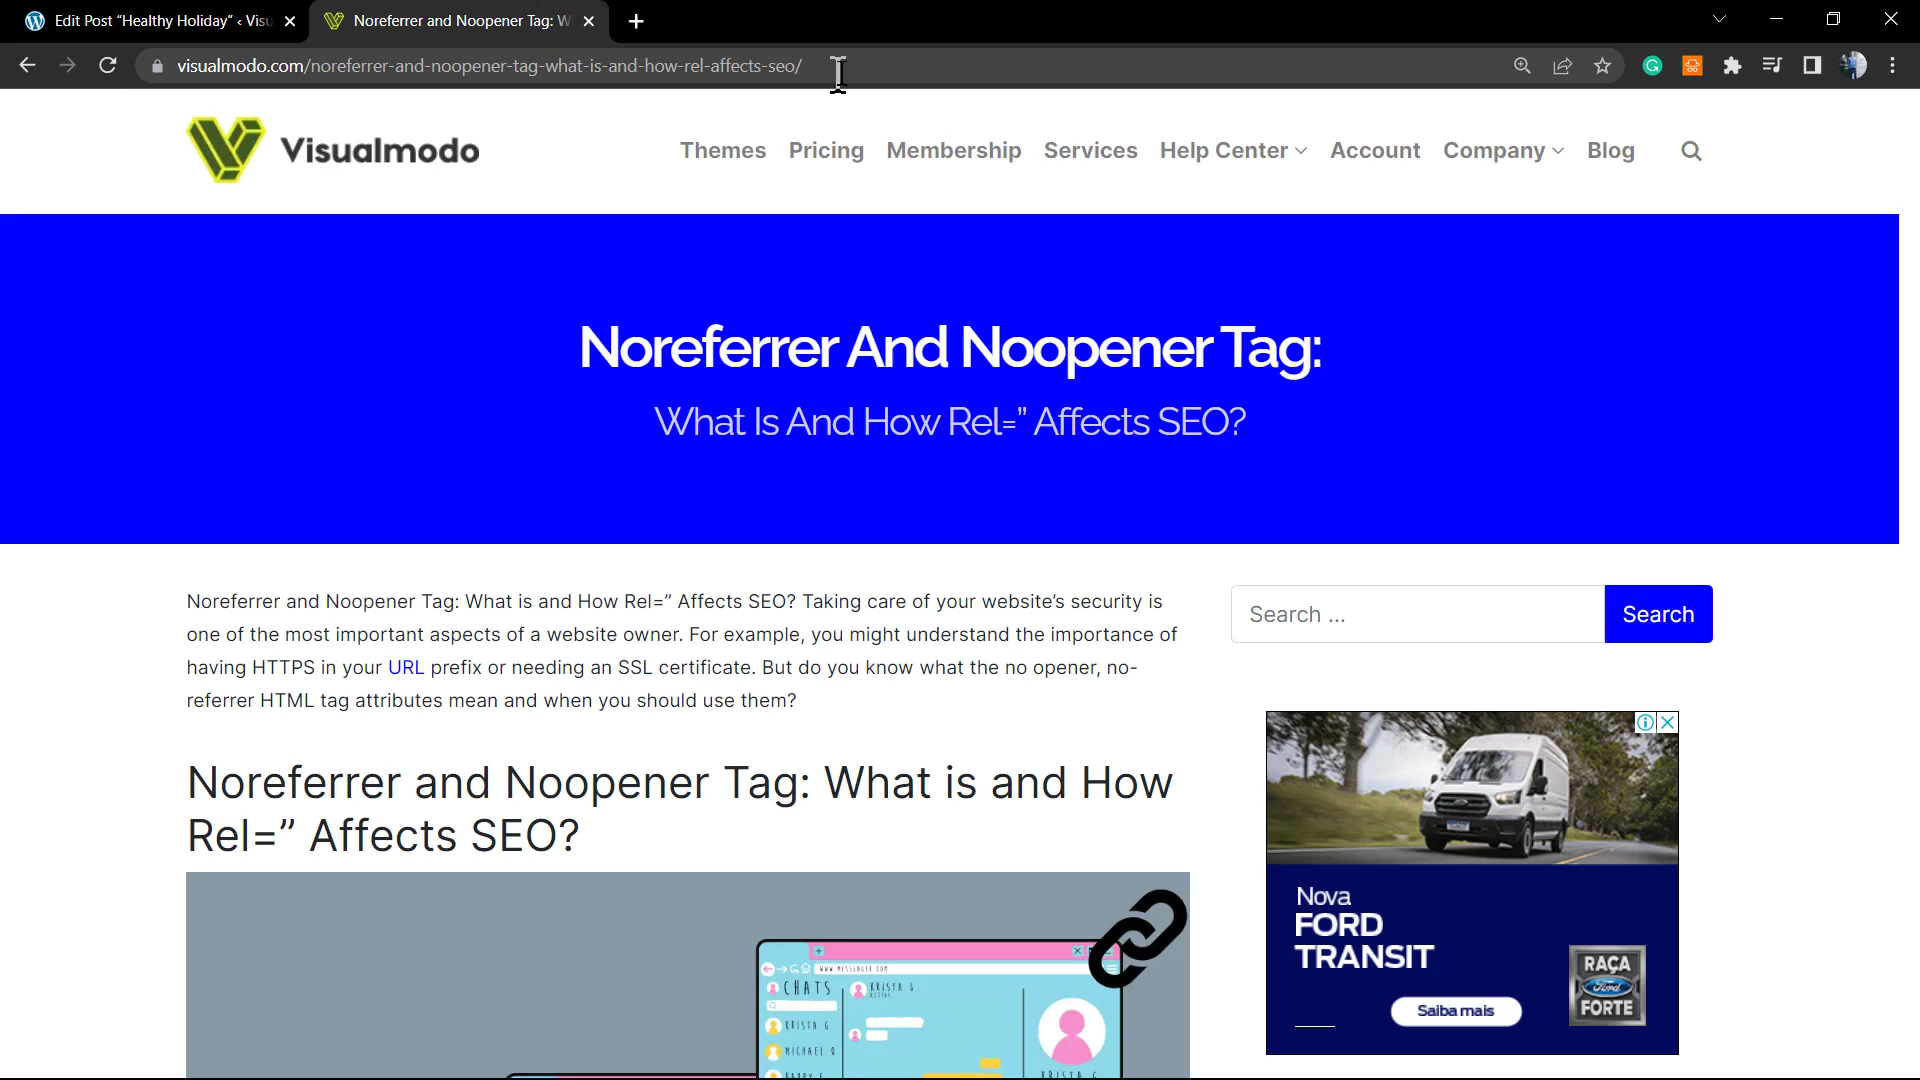 Edit Post “Healthy Holiday” ‹ Visu
Noreferrer and Noopener Tag: W
visualmodo.com/noreferrer-and-noopener-tag-what-is-and-how-rel-affects-seo/
Visualmodo
Themes Pricing Membership Services Help Center Account Company Blog
Noreferrer And Noopener Tag:
What Is And How Rel=” Affects SEO?
Noreferrer and Noopener Tag: What is and How Rel=” Affects SEO? Taking care of your website’s security is
one of the most important aspects of a website owner. For example, you might understand the importance of
having HTTPS in your URL prefix or needing an SSL certificate. But do you know what the no opener, no-
referrer HTML tag attributes mean and when you should use them?
Search ...
Search
Noreferrer and Noopener Tag: What is and How
Rel=” Affects SEO?
WWW.MESSENGER.COM
CHATS
KRISTA G.
KRISTA G
MICHAEL Q
KRISTA G
Nova
FORD
TRANSIT
Saiba mais
RAÇA
Ford
FORTE